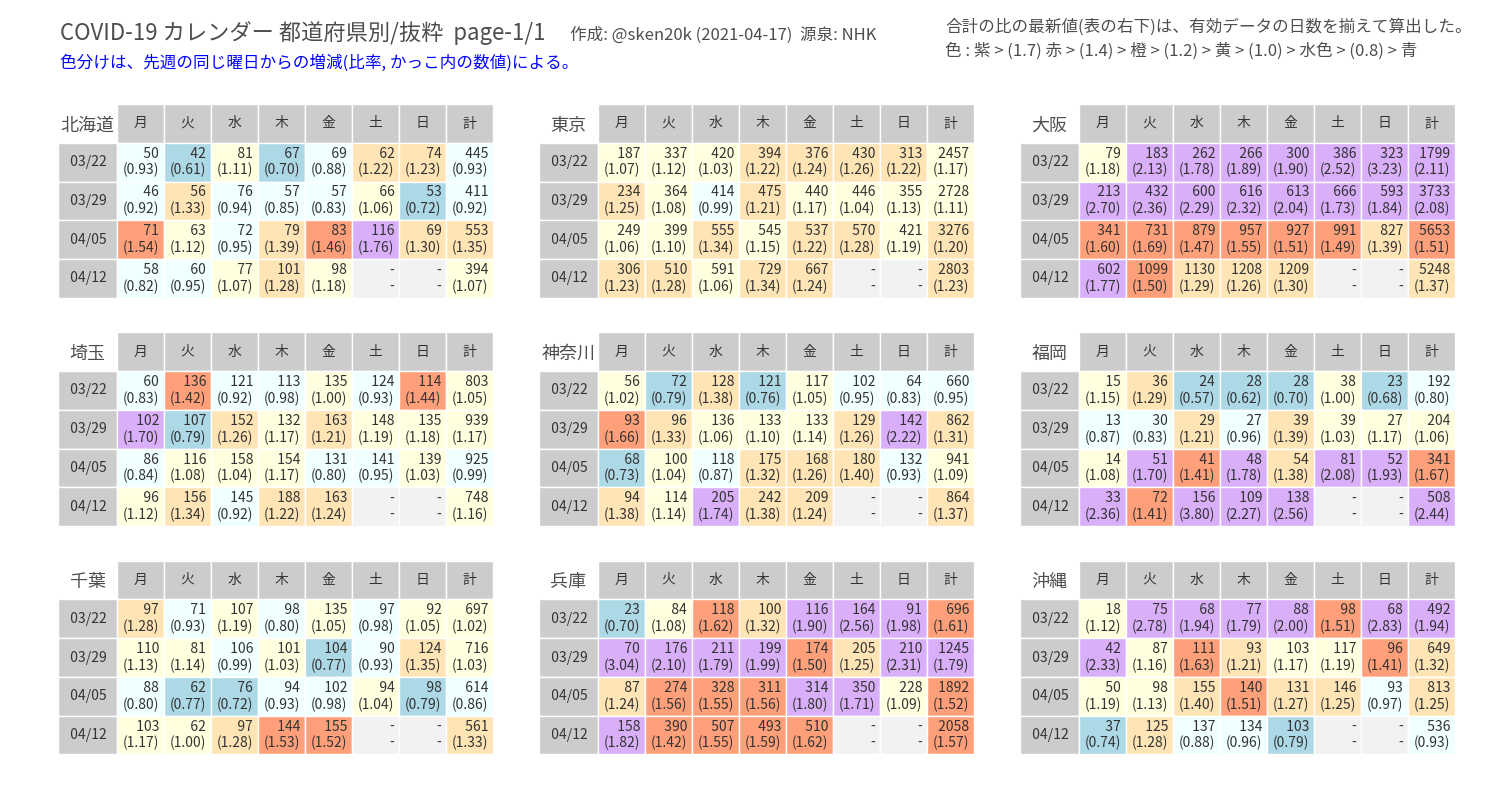 COVID-19 カレンダー 都道府県別/抜粋 page-1/1 作成: @sken20k (2021-04-17) 源泉: NHK
色分けは、先週の同じ曜日からの増減(比率, かっこ内の数値)による。
合計の比の最新値(表の右下)は、有効データの日数を揃えて算出した。
色 : 紫 > (1.7) 赤 > (1.4) > 橙 > (1.2) > 黄 > (1.0) > 水色 > (0.8) > 青
北海道 月 火 水 木 金 土 日 計
03/22 50 42 81 67 69 62 74 445
(0.93) (0.61) (1.11) (0.70) (0.88) (1.22) (1.23) (0.93)
03/29 46 56 76 57 57 66 53 411
(0.92) (1.33) (0.94) (0.85) (0.83) (1.06) (0.72) (0.92)
04/05 71 63 72 79 83 116 69 553
(1.54) (1.12) (0.95) (1.39) (1.46) (1.76) (1.30) (1.35)
04/12 58 60 77 101 98 - - 394
(0.82) (0.95) (1.07) (1.28) (1.18) - - (1.07)
東京 月 火 水 木 金 土 日 計
03/22 187 337 420 394 376 430 313 2457
(1.07) (1.12) (1.03) (1.22) (1.24) (1.26) (1.22) (1.17)
03/29 234 364 414 475 440 446 355 2728
(1.25) (1.08) (0.99) (1.21) (1.17) (1.04) (1.13) (1.11)
04/05 249 399 555 545 537 570 421 3276
(1.06) (1.10) (1.34) (1.15) (1.22) (1.28) (1.19) (1.20)
04/12 306 510 591 729 667 - - 2803
(1.23) (1.28) (1.06) (1.34) (1.24) - - (1.23)
大阪 月 火 水 木 金 土 日 計
03/22 79 183 262 266 300 386 323 1799
(1.18) (2.13) (1.78) (1.89) (1.90) (2.52) (3.23) (2.11)
03/29 213 432 600 616 613 666 593 3733
(2.70) (2.36) (2.29) (2.32) (2.04) (1.73) (1.84) (2.08)
04/05 341 731 879 957 927 991 827 5653
(1.60) (1.69) (1.47) (1.55) (1.51) (1.49) (1.39) (1.51)
04/12 602 1099 1130 1208 1209 - - 5248
(1.77) (1.50) (1.29) (1.26) (1.30) - - (1.37)
埼玉 月 火 水 木 金 土 日 計
03/22 60 136 121 113 135 124 114 803
(0.83) (1.42) (0.92) (0.98) (1.00) (0.93) (1.44) (1.05)
03/29 102 107 152 132 163 148 135 939
(1.70) (0.79) (1.26) (1.17) (1.21) (1.19) (1.18) (1.17)
04/05 86 116 158 154 131 141 139 925
(0.84) (1.08) (1.04) (1.17) (0.80) (0.95) (1.03) (0.99)
04/12 96 156 145 188 163 - - 748
(1.12) (1.34) (0.92) (1.22) (1.24) - - (1.16)
神奈川 月 火 水 木 金 土 日 計
03/22 56 72 128 121 117 102 64 660
(1.02) (0.79) (1.38) (0.76) (1.05) (0.95) (0.83) (0.95)
03/29 93 96 136 133 133 129 142 862
(1.66) (1.33) (1.06) (1.10) (1.14) (1.26) (2.22) (1.31)
04/05 68 100 118 175 168 180 132 941
(0.73) (1.04) (0.87) (1.32) (1.26) (1.40) (0.93) (1.09)
04/12 94 114 205 242 209 - - 864
(1.38) (1.14) (1.74) (1.38) (1.24) - - (1.37)
福岡 月 火 水 木 金 土 日 計
03/22 15 36 24 28 28 38 23 192
(1.15) (1.29) (0.57) (0.62) (0.70) (1.00) (0.68) (0.80)
03/29 13 30 29 27 39 39 27 204
(0.87) (0.83) (1.21) (0.96) (1.39) (1.03) (1.17) (1.06)
04/05 14 51 41 48 54 81 52 341
(1.08) (1.70) (1.41) (1.78) (1.38) (2.08) (1.93) (1.67)
04/12 33 72 156 109 138 - - 508
(2.36) (1.41) (3.80) (2.27) (2.56) - - (2.44)
千葉 月 火 水 木 金 土 日 計
03/22 97 71 107 98 135 97 92 697
(1.28) (0.93) (1.19) (0.80) (1.05) (0.98) (1.05) (1.02)
03/29 110 81 106 101 104 90 124 716
(1.13) (1.14) (0.99) (1.03) (0.77) (0.93) (1.35) (1.03)
04/05 88 62 76 94 102 94 98 614
(0.80) (0.77) (0.72) (0.93) (0.98) (1.04) (0.79) (0.86)
04/12 103 62 97 144 155 - - 561
(1.17) (1.00) (1.28) (1.53) (1.52) - - (1.33)
兵庫 月 火 水 木 金 土 日 計
03/22 23 84 118 100 116 164 91 696
(0.70) (1.08) (1.62) (1.32) (1.90) (2.56) (1.98) (1.61)
03/29 70 176 211 199 174 205 210 1245
(3.04) (2.10) (1.79) (1.99) (1.50) (1.25) (2.31) (1.79)
04/05 87 274 328 311 314 350 228 1892
(1.24) (1.56) (1.55) (1.56) (1.80) (1.71) (1.09) (1.52)
04/12 158 390 507 493 510 - - 2058
(1.82) (1.42) (1.55) (1.59) (1.62) - - (1.57)
沖縄 月 火 水 木 金 土 日 計
03/22 18 75 68 77 88 98 68 492
(1.12) (2.78) (1.94) (1.79) (2.00) (1.51) (2.83) (1.94)
03/29 42 87 111 93 103 117 96 649
(2.33) (1.16) (1.63) (1.21) (1.17) (1.19) (1.41) (1.32)
04/05 50 98 155 140 131 146 93 813
(1.19) (1.13) (1.40) (1.51) (1.27) (1.25) (0.97) (1.25)
04/12 37 125 137 134 103 - - 536
(0.74) (1.28) (0.88) (0.96) (0.79) - - (0.93)